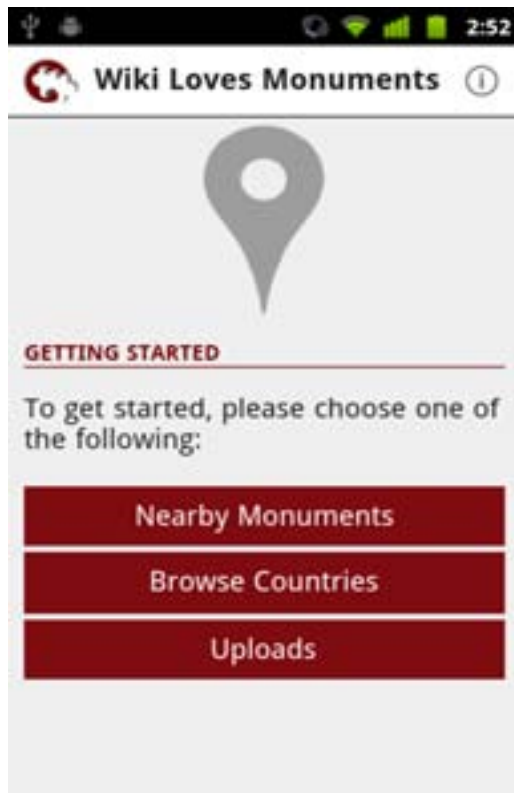 2:52
Wiki Loves Monuments
GETTING STARTED
To get started, please choose one of
the following:
Nearby Monuments
Browse Countries
Uploads